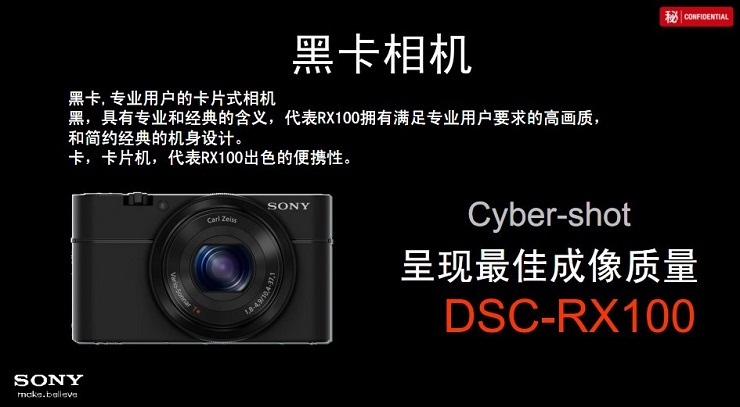 秘 CONFIDENTIAL
黑卡相机
黑卡,专业用户的卡片式相机
黑，具有专业和经典的含义，代表RX100拥有满足专业用户要求的高画质，
和简约经典的机身设计。
卡，卡片机，代表RX100出色的便携性。
SONY
Carl Zeiss
Vario-Sonnar T* 1,8-4,9/10,4-37,1
Cyber-shot
呈现最佳成像质量
DSC-RX100
SONY
make.believe